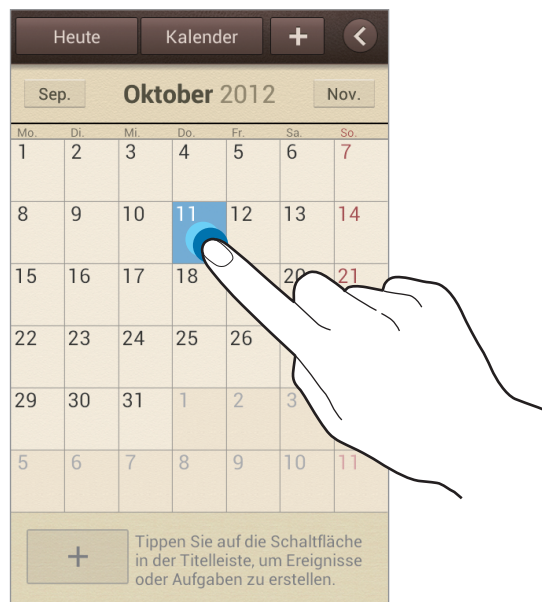 Heute Kalender +
Sep. Oktober 2012 Nov.
Mo. Di. Mi. Do. Fr. Sa. So.
1 2 3 4 5 6 7
8 9 10 11 12 13 14
15 16 17 18 20 21
22 23 24 25 26
29 30 31 1 2 3
5 6 7 8 9 10 11
+ Tippen Sie auf die Schaltfläche
in der Titelleiste, um Ereignisse
oder Aufgaben zu erstellen.